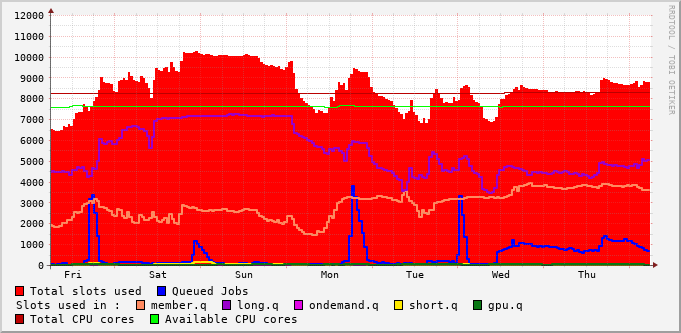 RRDTOOL / TOBI OETIKER
12000
11000
10000
9000
8000
7000
6000
5000
4000
3000
2000
1000
0
Fri Sat Sun Mon Tue Wed Thu
Total slots used Queued Jobs
Slots used in : member.q long.q ondemand.q short.q gpu.q
Total CPU cores Available CPU cores